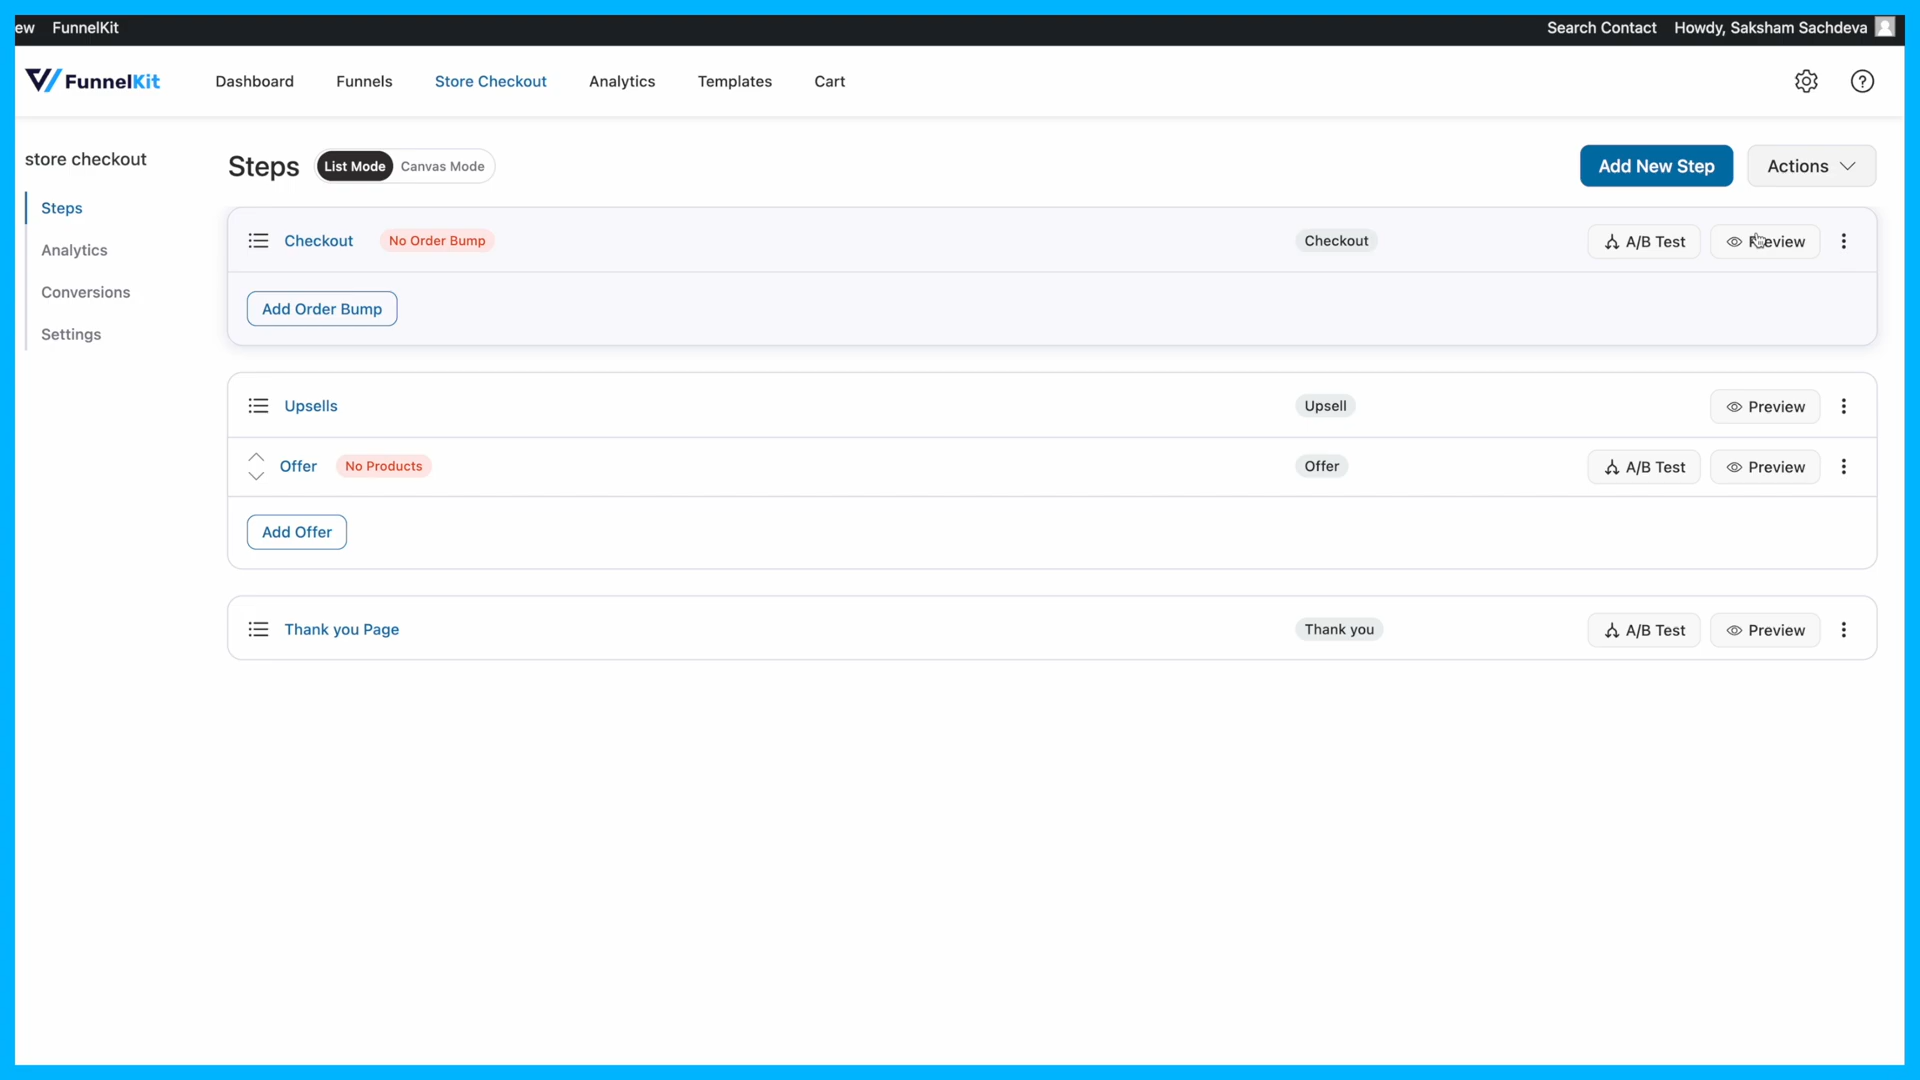 ew FunnelKit Search Contact Howdy, Saksham Sachdeva
FunnelKit Dashboard Funnels Store Checkout Analytics Templates Cart
store checkout
Steps
Analytics
Conversions
Settings
Steps List Mode Canvas Mode Add New Step Actions
Checkout No Order Bump Checkout A/B Test Preview
Add Order Bump
Upsells Upsell Preview
Offer No Products Offer A/B Test Preview
Add Offer
Thank you Page Thank you A/B Test Preview